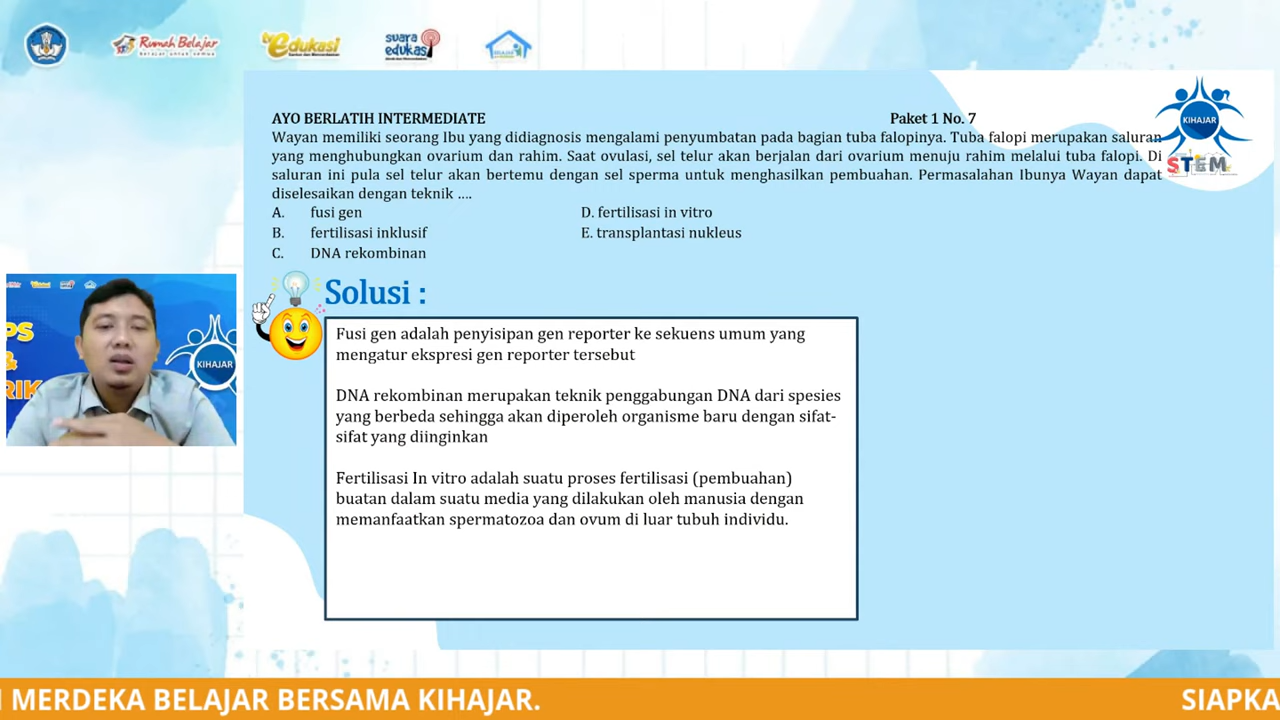 Rumah Belajar
Belajar untuk semua
tv edukasi
suara
edukasi
KIHAJAR
STEM
AYO BERLATIH INTERMEDIATE Paket 1 No. 7
Wayan memiliki seorang Ibu yang didiagnosis mengalami penyumbatan pada bagian tuba falopinya. Tuba falopi merupakan saluran
yang menghubungkan ovarium dan rahim. Saat ovulasi, sel telur akan berjalan dari ovarium menuju rahim melalui tuba falopi. Di
saluran ini pula sel telur akan bertemu dengan sel sperma untuk menghasilkan pembuahan. Permasalahan Ibunya Wayan dapat
diselesaikan dengan teknik ....
A. fusi gen D. fertilisasi in vitro
B. fertilisasi inklusif E. transplantasi nukleus
C. DNA rekombinan
Solusi :
Fusi gen adalah penyisipan gen reporter ke sekuens umum yang
mengatur ekspresi gen reporter tersebut
DNA rekombinan merupakan teknik penggabungan DNA dari spesies
yang berbeda sehingga akan diperoleh organisme baru dengan sifat-
sifat yang diinginkan
Fertilisasi In vitro adalah suatu proses fertilisasi (pembuahan)
buatan dalam suatu media yang dilakukan oleh manusia dengan
memanfaatkan spermatozoa dan ovum di luar tubuh individu.
PS
&
RIK
KIHAJAR
MERDEKA BELAJAR BERSAMA KIHAJAR. SIAPKA